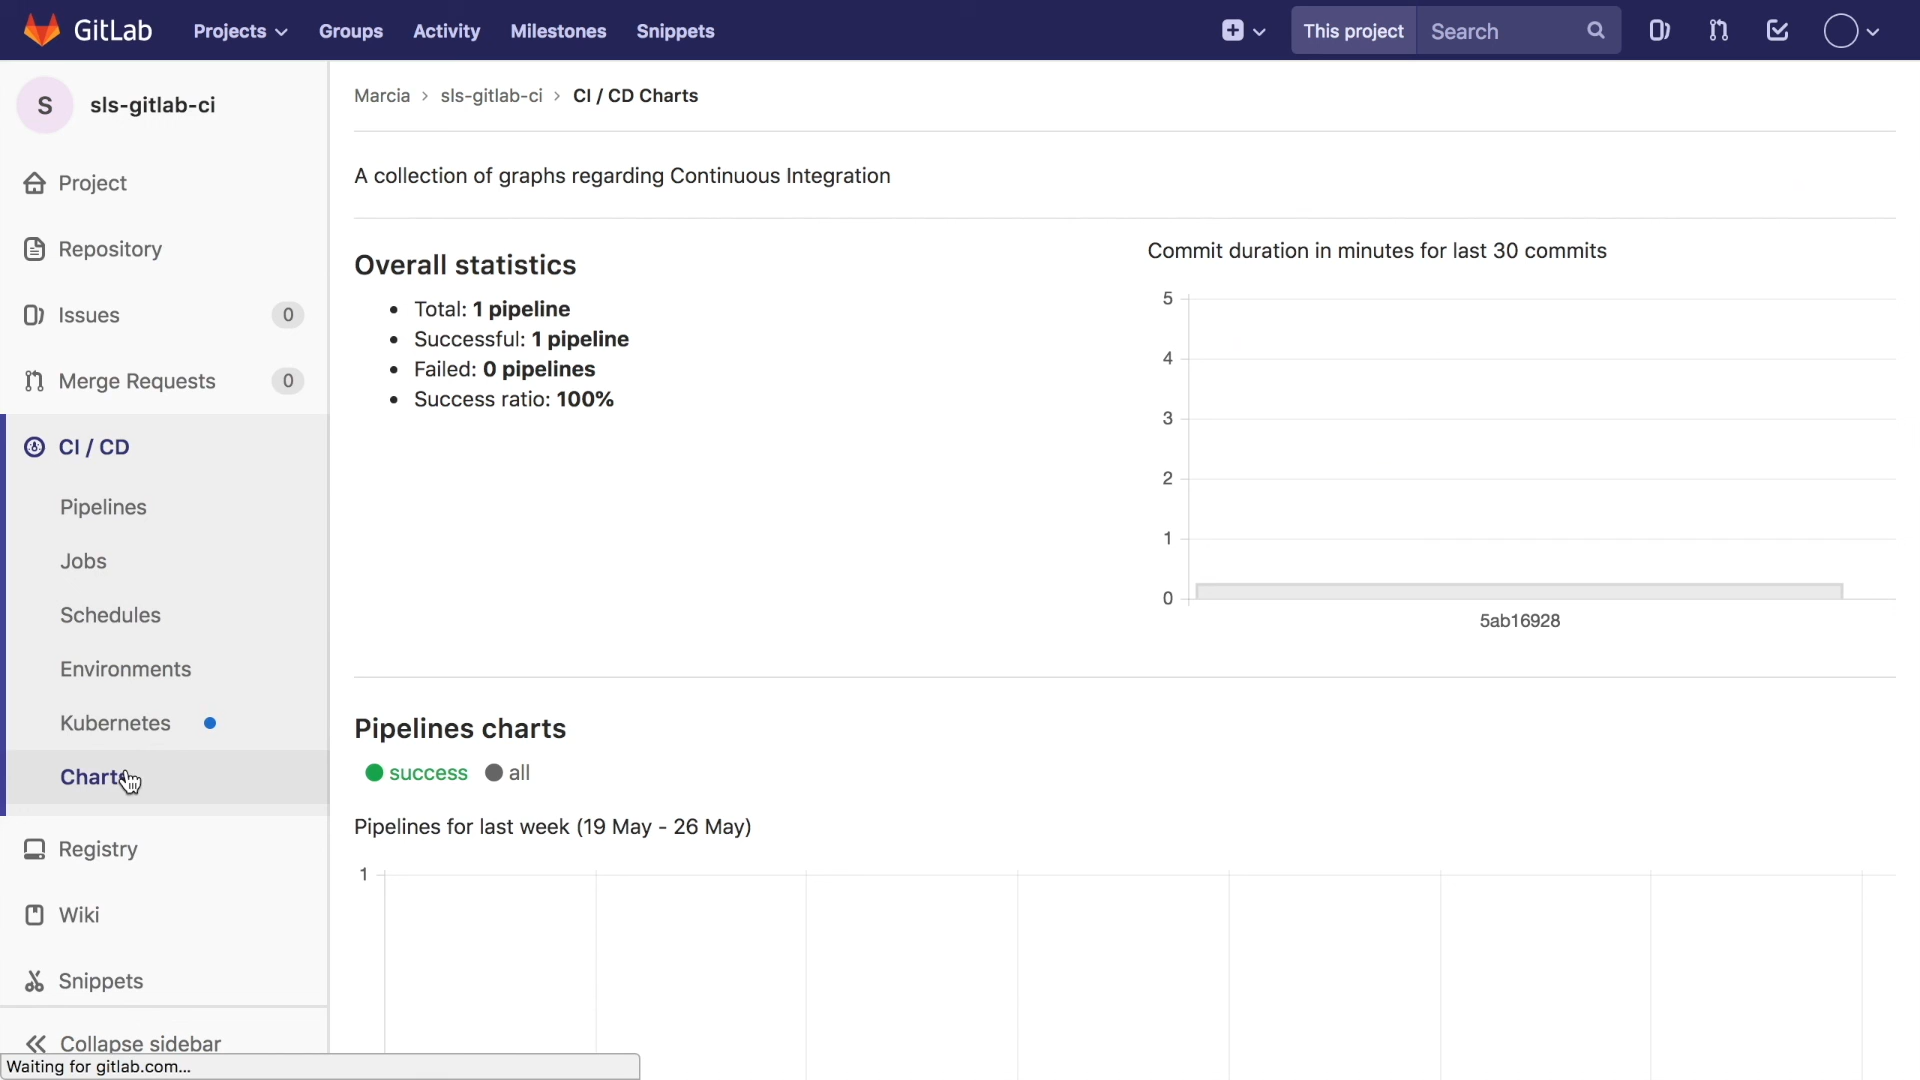 GitLab Projects Groups Activity Milestones Snippets This project Search
S sls-gitlab-ci
Project
Repository
Issues 0
Merge Requests 0
CI / CD
Pipelines
Jobs
Schedules
Environments
Kubernetes
Charts
Registry
Wiki
Snippets
Collapse sidebar
Waiting for gitlab.com...
Marcia › sls-gitlab-ci › CI / CD Charts
A collection of graphs regarding Continuous Integration
Overall statistics
• Total: 1 pipeline
• Successful: 1 pipeline
• Failed: 0 pipelines
• Success ratio: 100%
Commit duration in minutes for last 30 commits
5
4
3
2
1
0
5ab16928
Pipelines charts
success all
Pipelines for last week (19 May - 26 May)
1